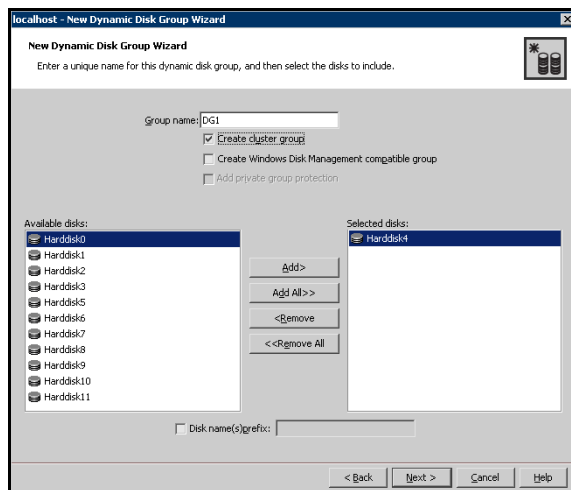 localhost - New Dynamic Disk Group Wizard
New Dynamic Disk Group Wizard
Enter a unique name for this dynamic disk group, and then select the disks to include.
Group name: DG1
Create cluster group
Create Windows Disk Management compatible group
Add private group protection
Available disks:
Harddisk0
Harddisk1
Harddisk2
Harddisk3
Harddisk5
Harddisk6
Harddisk7
Harddisk8
Harddisk9
Harddisk10
Harddisk11
Add>
Add All>>
<Remove
<<Remove All
Selected disks:
Harddisk4
Disk name(s)prefix:
< Back
Next >
Cancel
Help